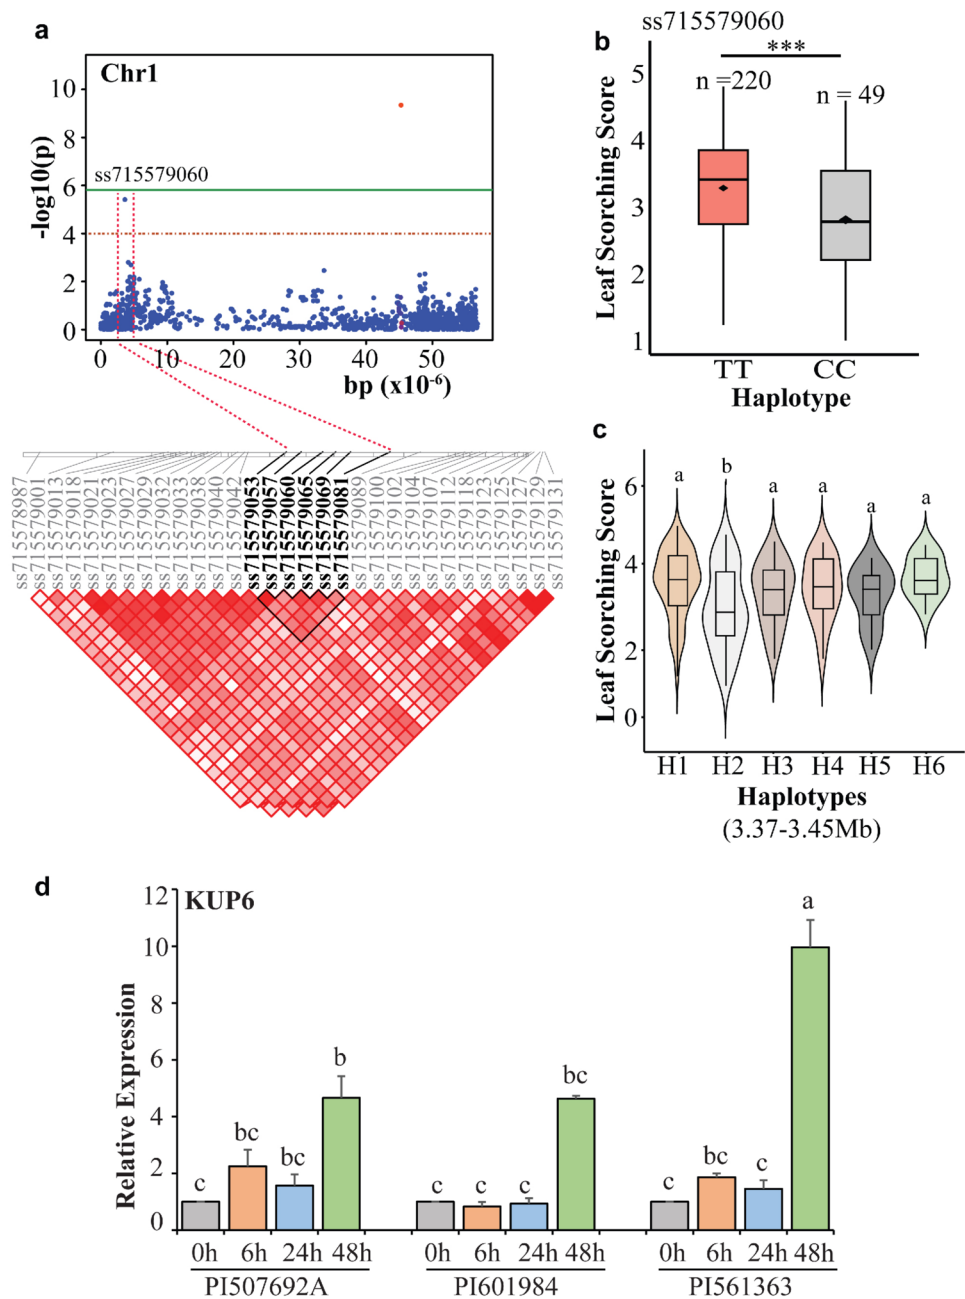 a
Chr1
10
8
6
4
2
0
-log10(p)
ss715579060
0
10
20
30
40
50
bp (x10-6)
ss715578987
ss715579001
ss715579013
ss715579018
ss715579021
ss715579023
ss715579027
ss715579029
ss715579032
ss715579033
ss715579038
ss715579040
ss715579042
ss715579053
ss715579057
ss715579060
ss715579065
ss715579069
ss715579081
ss715579089
ss715579100
ss715579102
ss715579104
ss715579107
ss715579112
ss715579118
ss715579123
ss715579125
ss715579127
ss715579129
ss715579131
b
ss715579060
***
n =220
n = 49
5
4
3
2
1
Leaf Scorching Score
TT
CC
Haplotype
c
6
4
2
0
Leaf Scorching Score
a
b
a
a
a
a
H1
H2
H3
H4
H5
H6
Haplotypes
(3.37-3.45Mb)
d
KUP6
12
10
8
6
4
2
0
Relative Expression
c
bc
bc
b
c
c
c
bc
c
bc
c
a
0h
6h
24h
48h
0h
6h
24h
48h
0h
6h
24h
48h
PI507692A
PI601984
PI561363